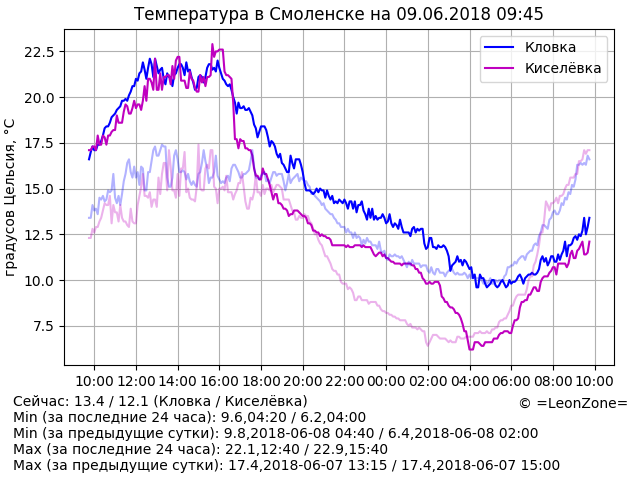 Температура в Смоленске на 09.06.2018 09:45
градусов Цельсия, °C
22.5
20.0
17.5
15.0
12.5
10.0
7.5
Кловка
Киселёвка
10:00 12:00 14:00 16:00 18:00 20:00 22:00 00:00 02:00 04:00 06:00 08:00 10:00
Сейчас: 13.4 / 12.1 (Кловка / Киселёвка)
© =LeonZone=
Min (за последние 24 часа): 9.6,04:20 / 6.2,04:00
Min (за предыдущие сутки): 9.8,2018-06-08 04:40 / 6.4,2018-06-08 02:00
Max (за последние 24 часа): 22.1,12:40 / 22.9,15:40
Max (за предыдущие сутки): 17.4,2018-06-07 13:15 / 17.4,2018-06-07 15:00